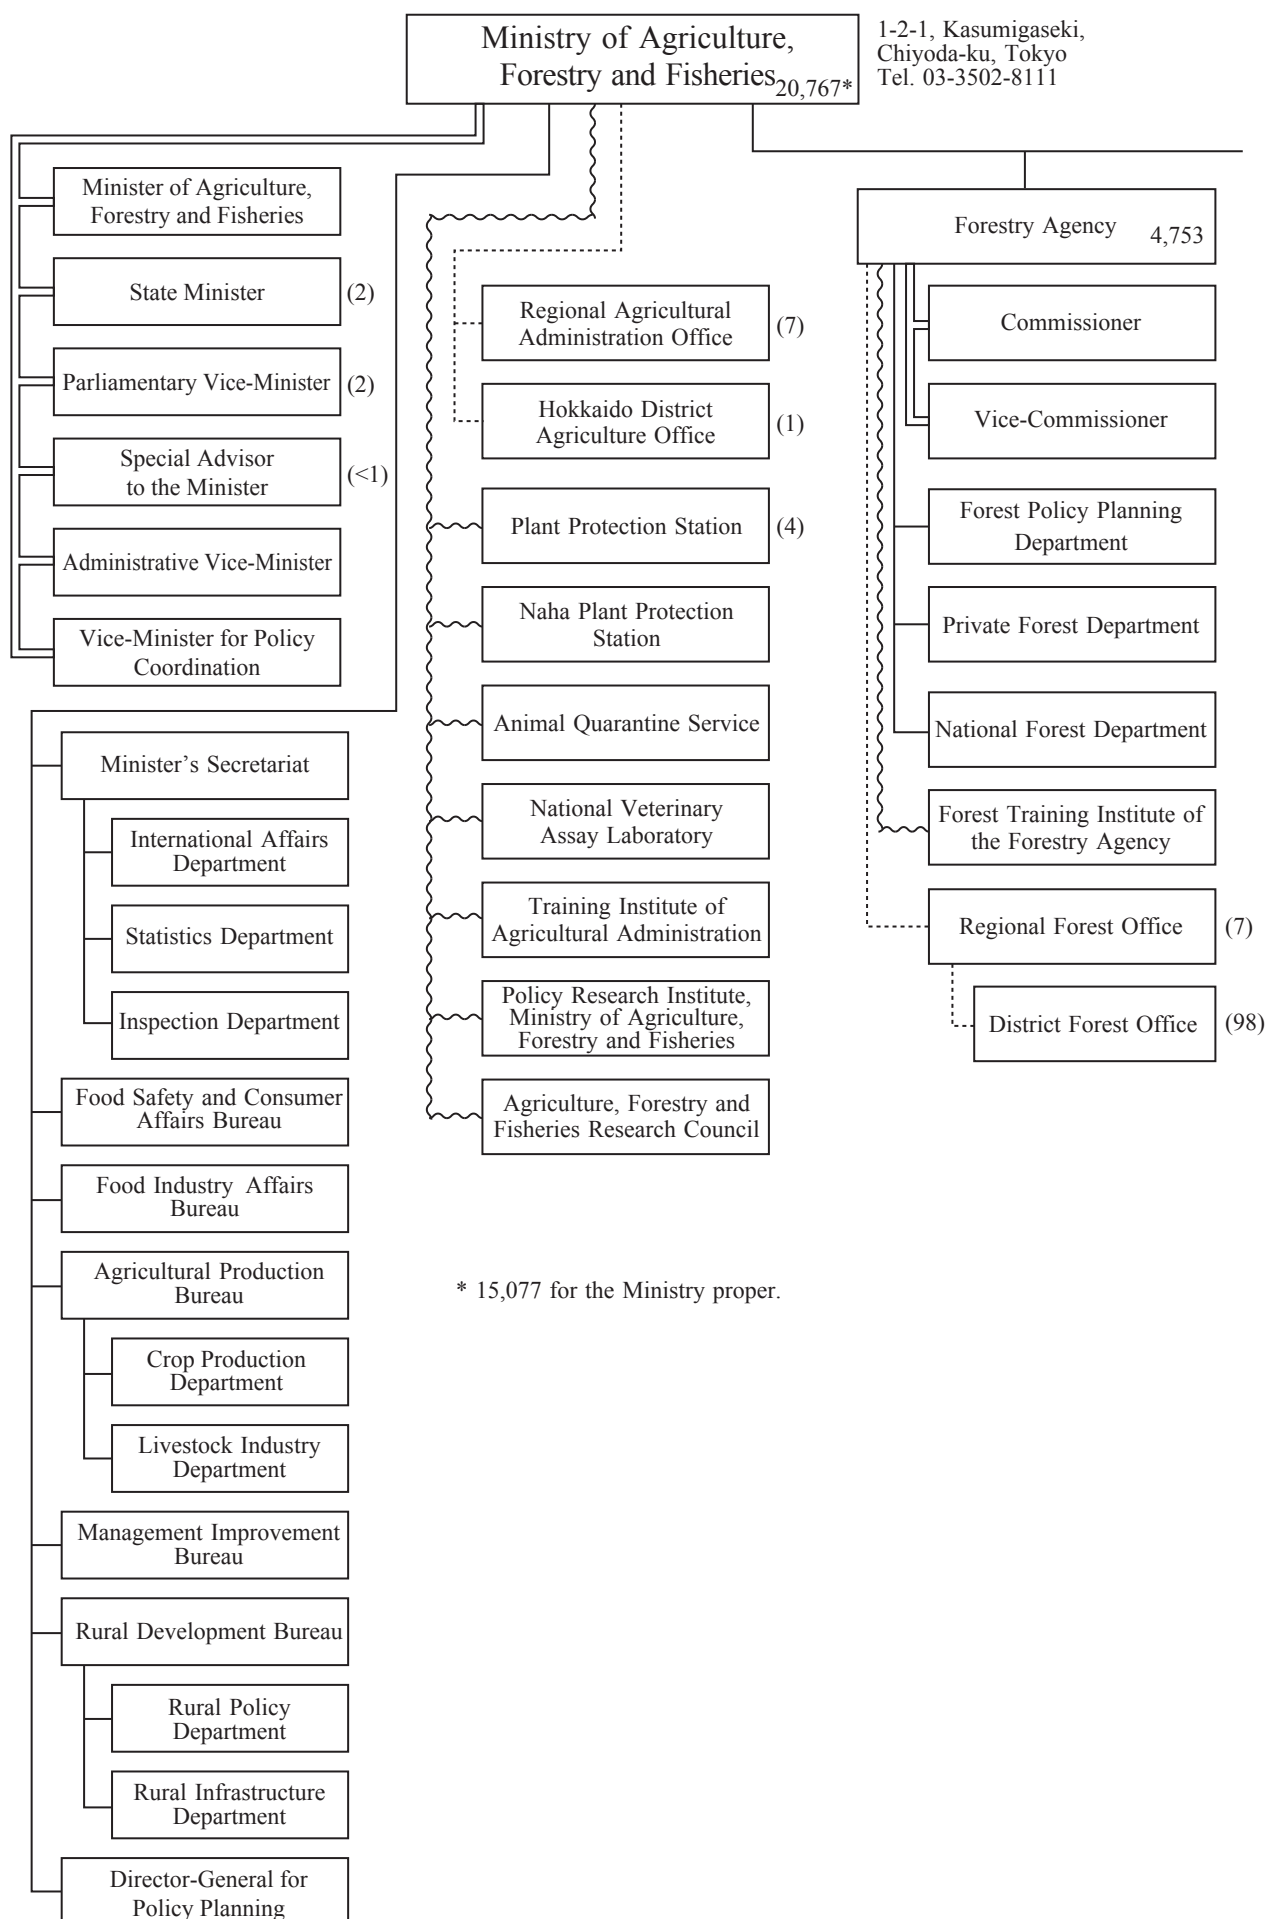 Ministry of Agriculture,
Forestry and Fisheries 20,767*
1-2-1, Kasumigaseki,
Chiyoda-ku, Tokyo
Tel. 03-3502-8111
Minister of Agriculture,
Forestry and Fisheries
State Minister (2)
Parliamentary Vice-Minister (2)
Special Advisor
to the Minister (<1)
Administrative Vice-Minister
Vice-Minister for Policy
Coordination
Minister’s Secretariat
International Affairs
Department
Statistics Department
Inspection Department
Food Safety and Consumer
Affairs Bureau
Food Industry Affairs
Bureau
Agricultural Production
Bureau
Crop Production
Department
Livestock Industry
Department
Management Improvement
Bureau
Rural Development Bureau
Rural Policy
Department
Rural Infrastructure
Department
Director-General for
Policy Planning
Regional Agricultural
Administration Office (7)
Hokkaido District
Agriculture Office (1)
Plant Protection Station (4)
Naha Plant Protection
Station
Animal Quarantine Service
National Veterinary
Assay Laboratory
Training Institute of
Agricultural Administration
Policy Research Institute,
Ministry of Agriculture,
Forestry and Fisheries
Agriculture, Forestry and
Fisheries Research Council
* 15,077 for the Ministry proper.
Forestry Agency 4,753
Commissioner
Vice-Commissioner
Forest Policy Planning
Department
Private Forest Department
National Forest Department
Forest Training Institute of
the Forestry Agency
Regional Forest Office (7)
District Forest Office (98)